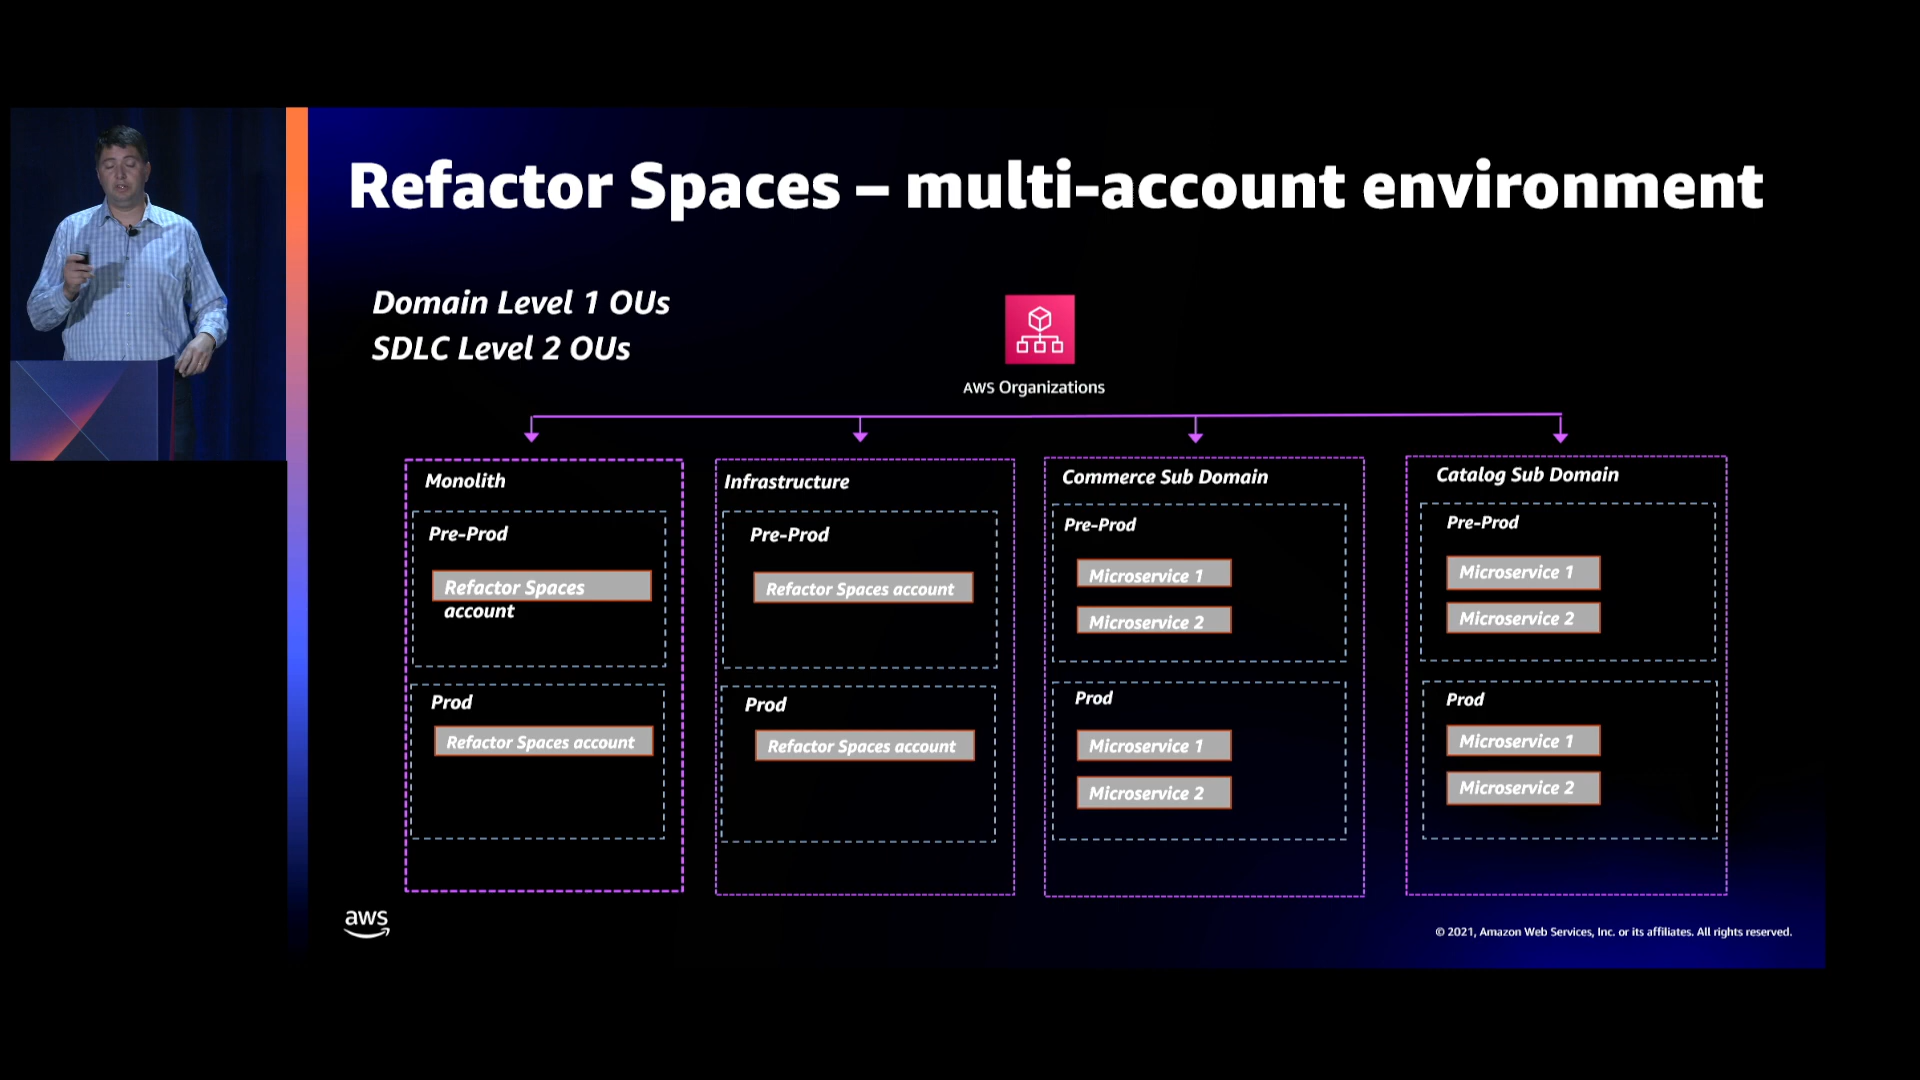 Refactor Spaces – multi-account environment
Domain Level 1 OUs
SDLC Level 2 OUs
AWS Organizations
Monolith
Pre-Prod
Refactor Spaces
account
Prod
Refactor Spaces account
Infrastructure
Pre-Prod
Refactor Spaces account
Prod
Refactor Spaces account
Commerce Sub Domain
Pre-Prod
Microservice 1
Microservice 2
Prod
Microservice 1
Microservice 2
Catalog Sub Domain
Pre-Prod
Microservice 1
Microservice 2
Prod
Microservice 1
Microservice 2
aws
© 2021, Amazon Web Services, Inc. or its affiliates. All rights reserved.